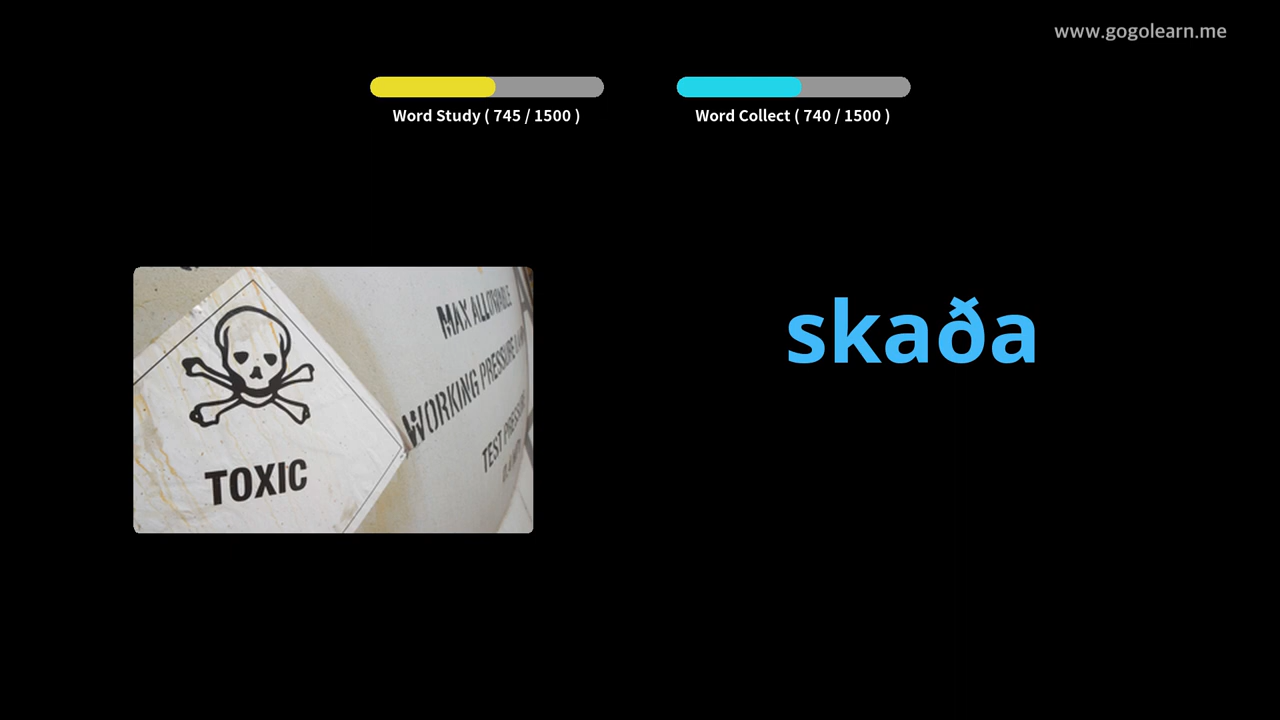 www.gogolearn.me
Word Study ( 745 / 1500 )
Word Collect ( 740 / 1500 )
MAX ALLOWABLE
WORKING PRESSURE
TEST PRESSURE
TOXIC
skaða